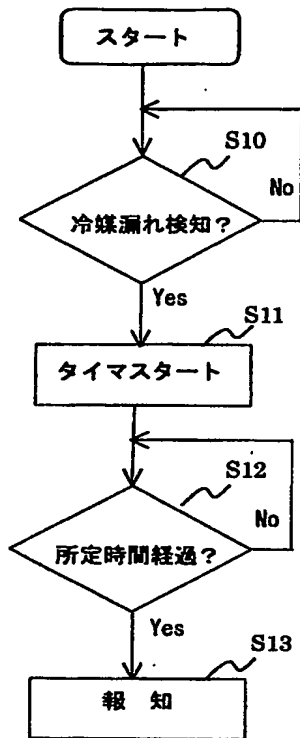 スタート
S10
No
冷媒漏れ検知？
Yes
S11
タイマスタート
S12
No
所定時間経過？
Yes
S13
報 知